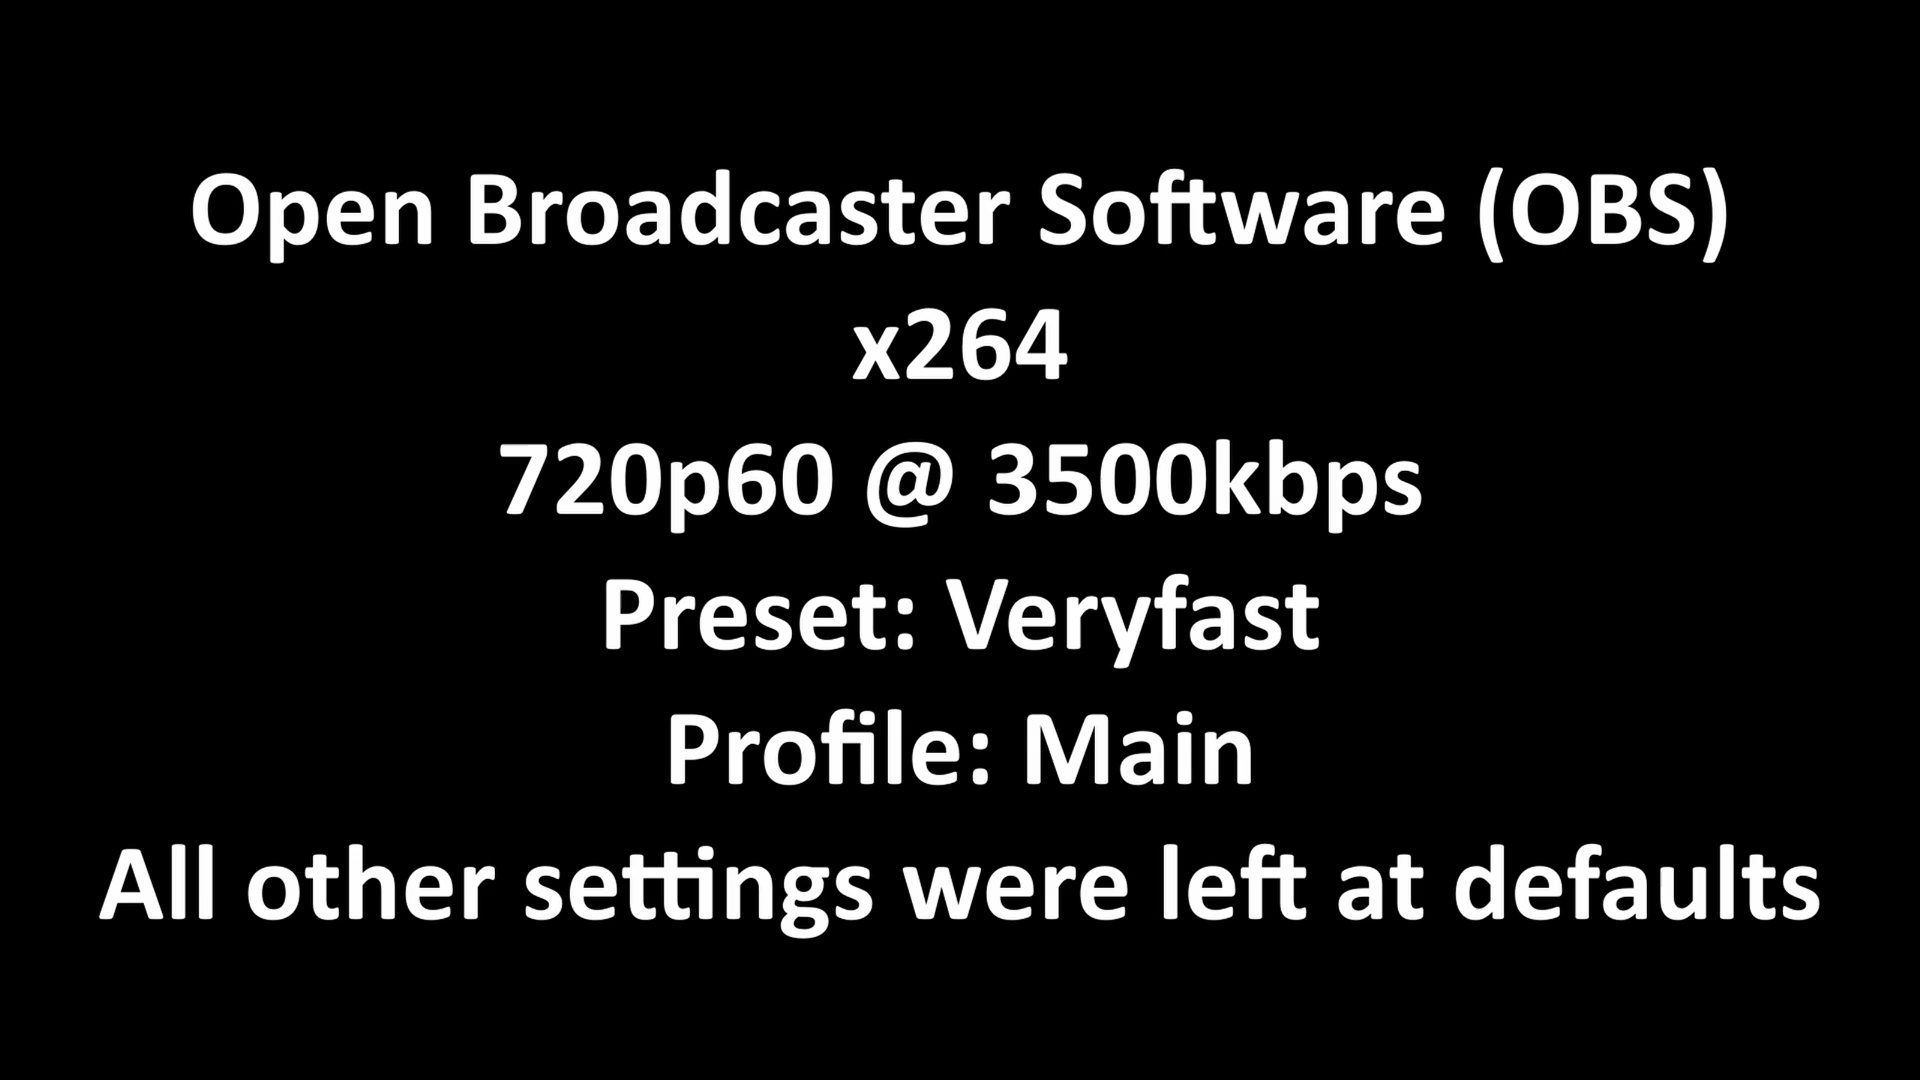 Open Broadcaster Software (OBS)
x264
720p60 @ 3500kbps
Preset: Veryfast
Profile: Main
All other settings were left at defaults